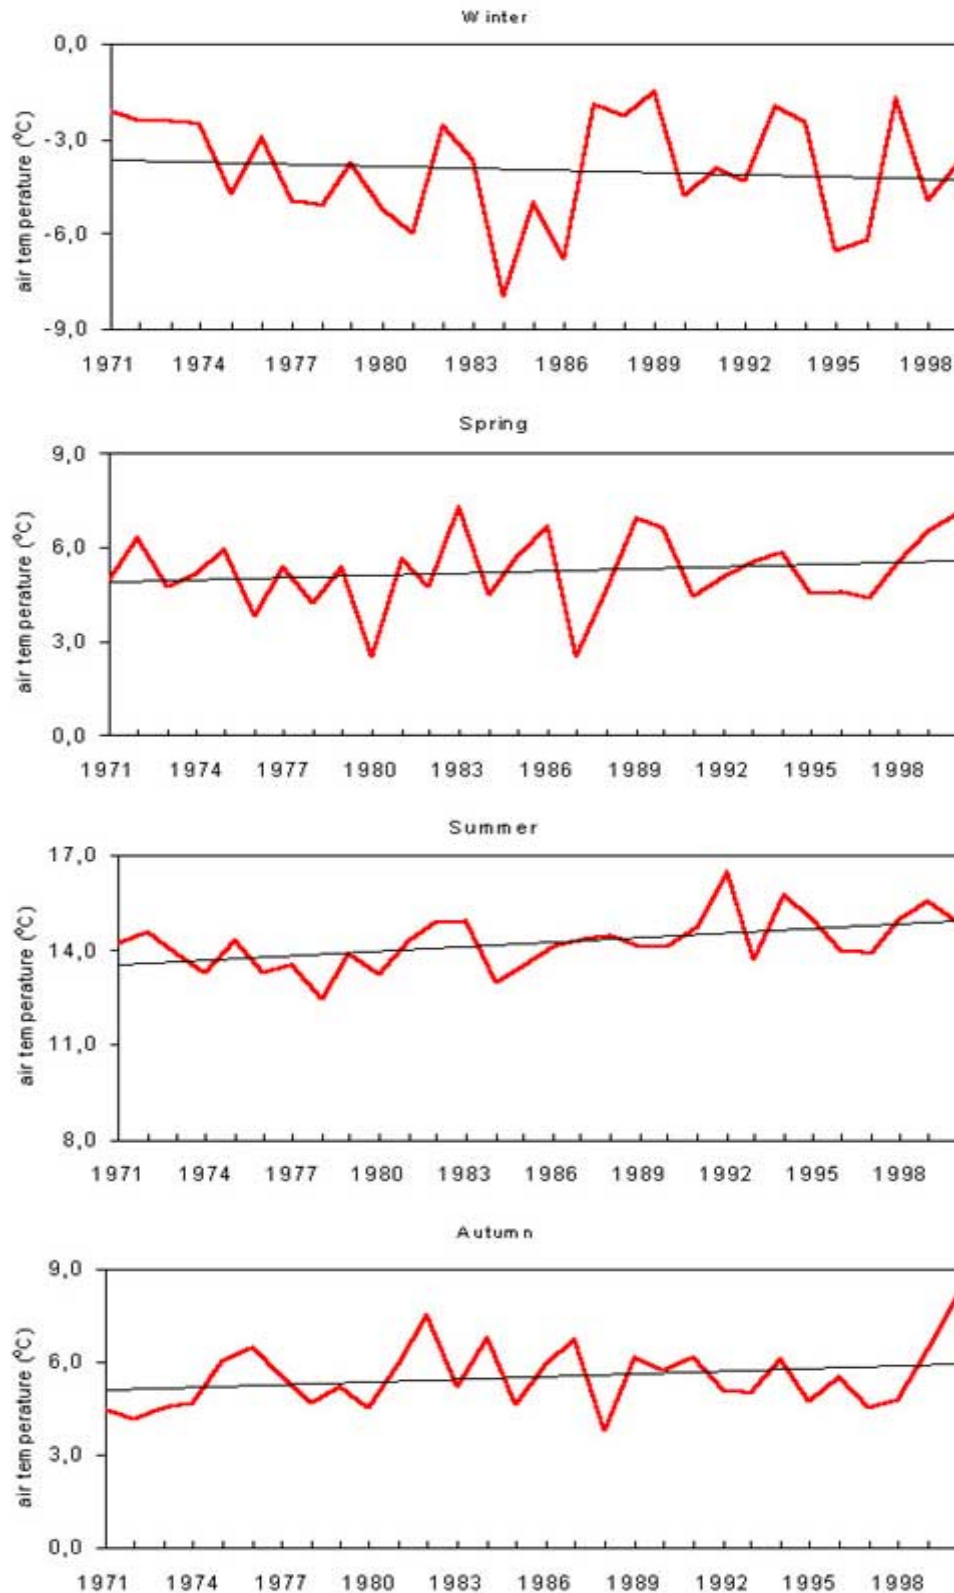 Winter
air temperature (ºC)
0,0
-3,0
-6,0
-9,0
1971 1974 1977 1980 1983 1986 1989 1992 1995 1998
Spring
air temperature (ºC)
9,0
6,0
3,0
0,0
1971 1974 1977 1980 1983 1986 1989 1992 1995 1998
Summer
air temperature (ºC)
17,0
14,0
11,0
8,0
1971 1974 1977 1980 1983 1986 1989 1992 1995 1998
Autumn
air temperature (ºC)
9,0
6,0
3,0
0,0
1971 1974 1977 1980 1983 1986 1989 1992 1995 1998